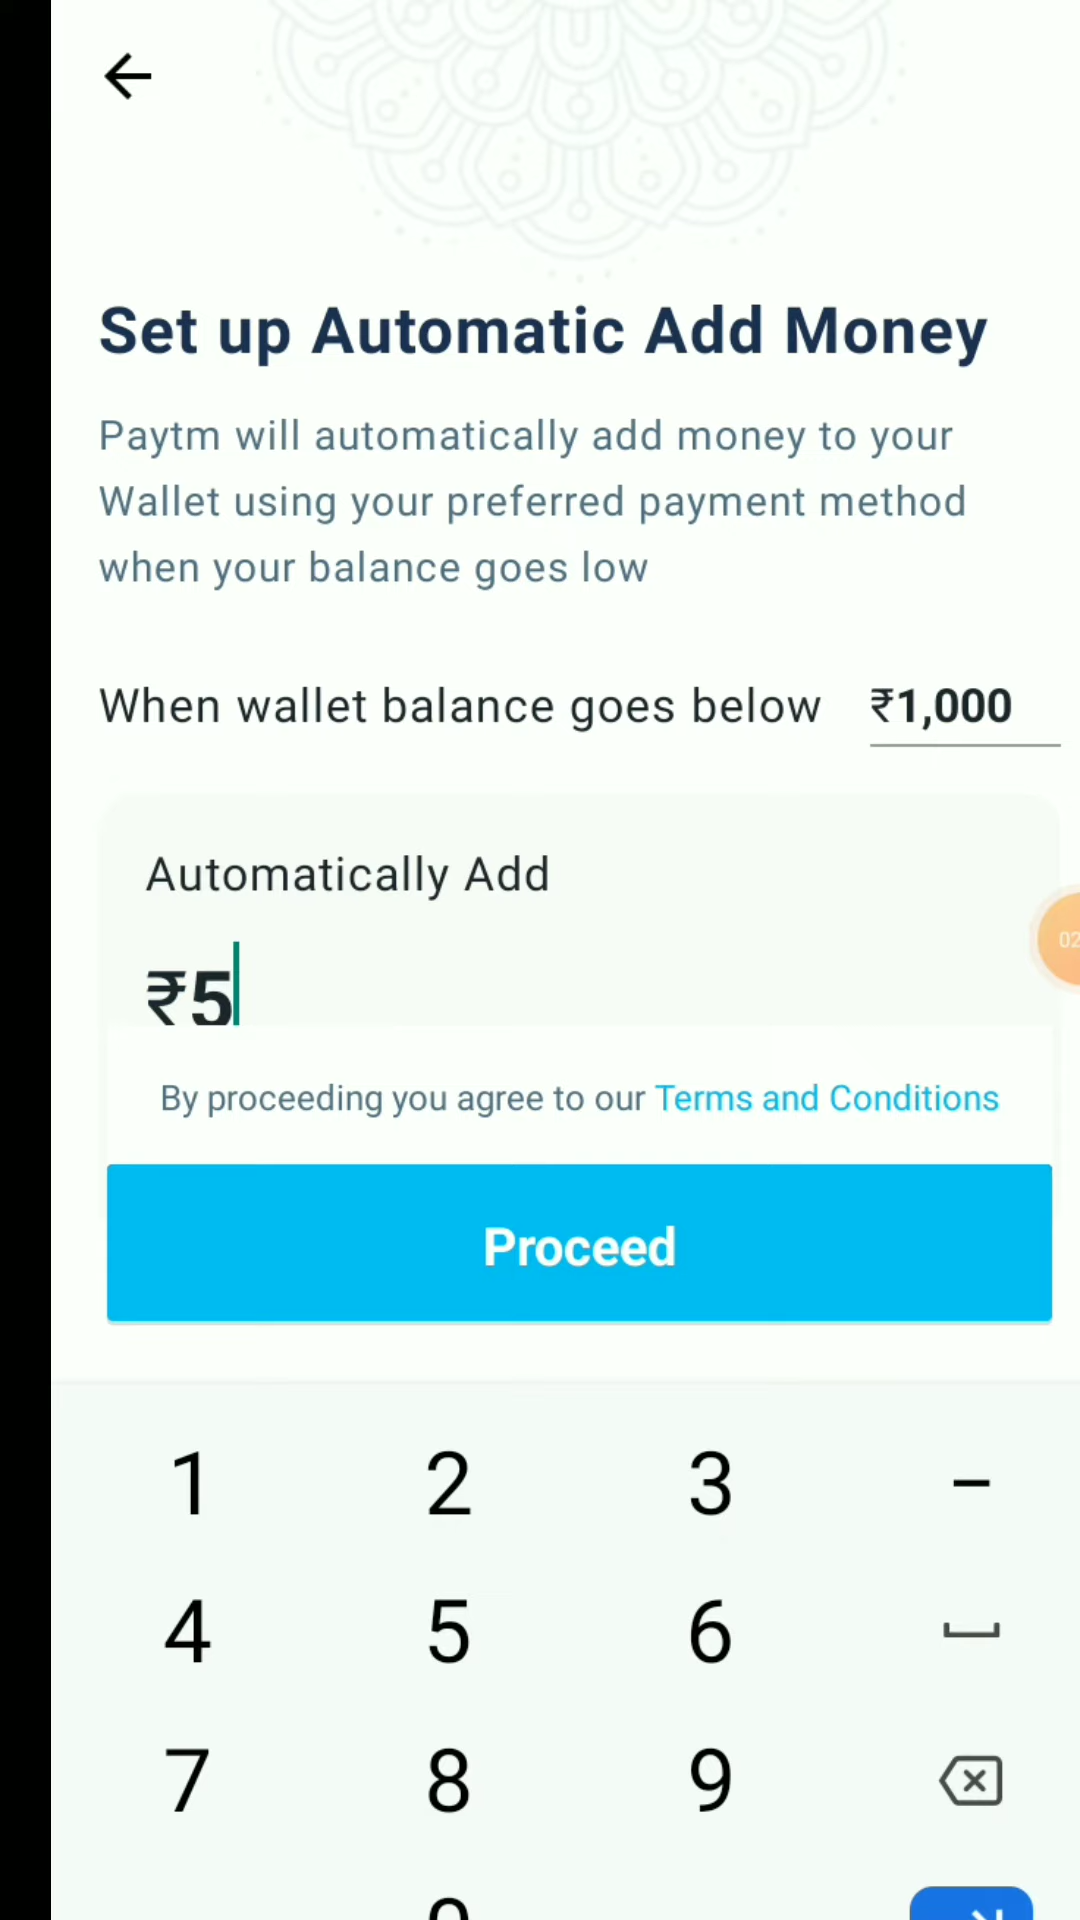 Set up Automatic Add Money
Paytm will automatically add money to your
Wallet using your preferred payment method
when your balance goes low
When wallet balance goes below ₹1,000
Automatically Add
₹5
02
By proceeding you agree to our Terms and Conditions
Proceed
1 2 3 -
4 5 6
7 8 9